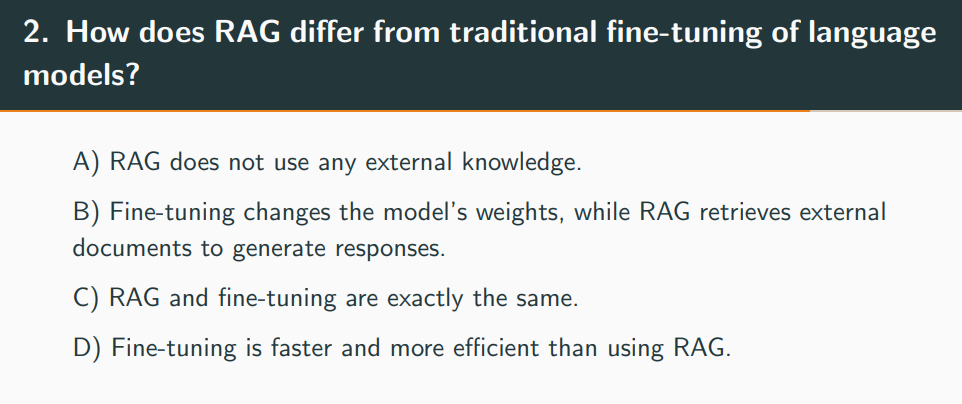 2. How does RAG differ from traditional fine-tuning of language
models?
A) RAG does not use any external knowledge.
B) Fine-tuning changes the model's weights, while RAG retrieves external
documents to generate responses.
C) RAG and fine-tuning are exactly the same.
D) Fine-tuning is faster and more efficient than using RAG.